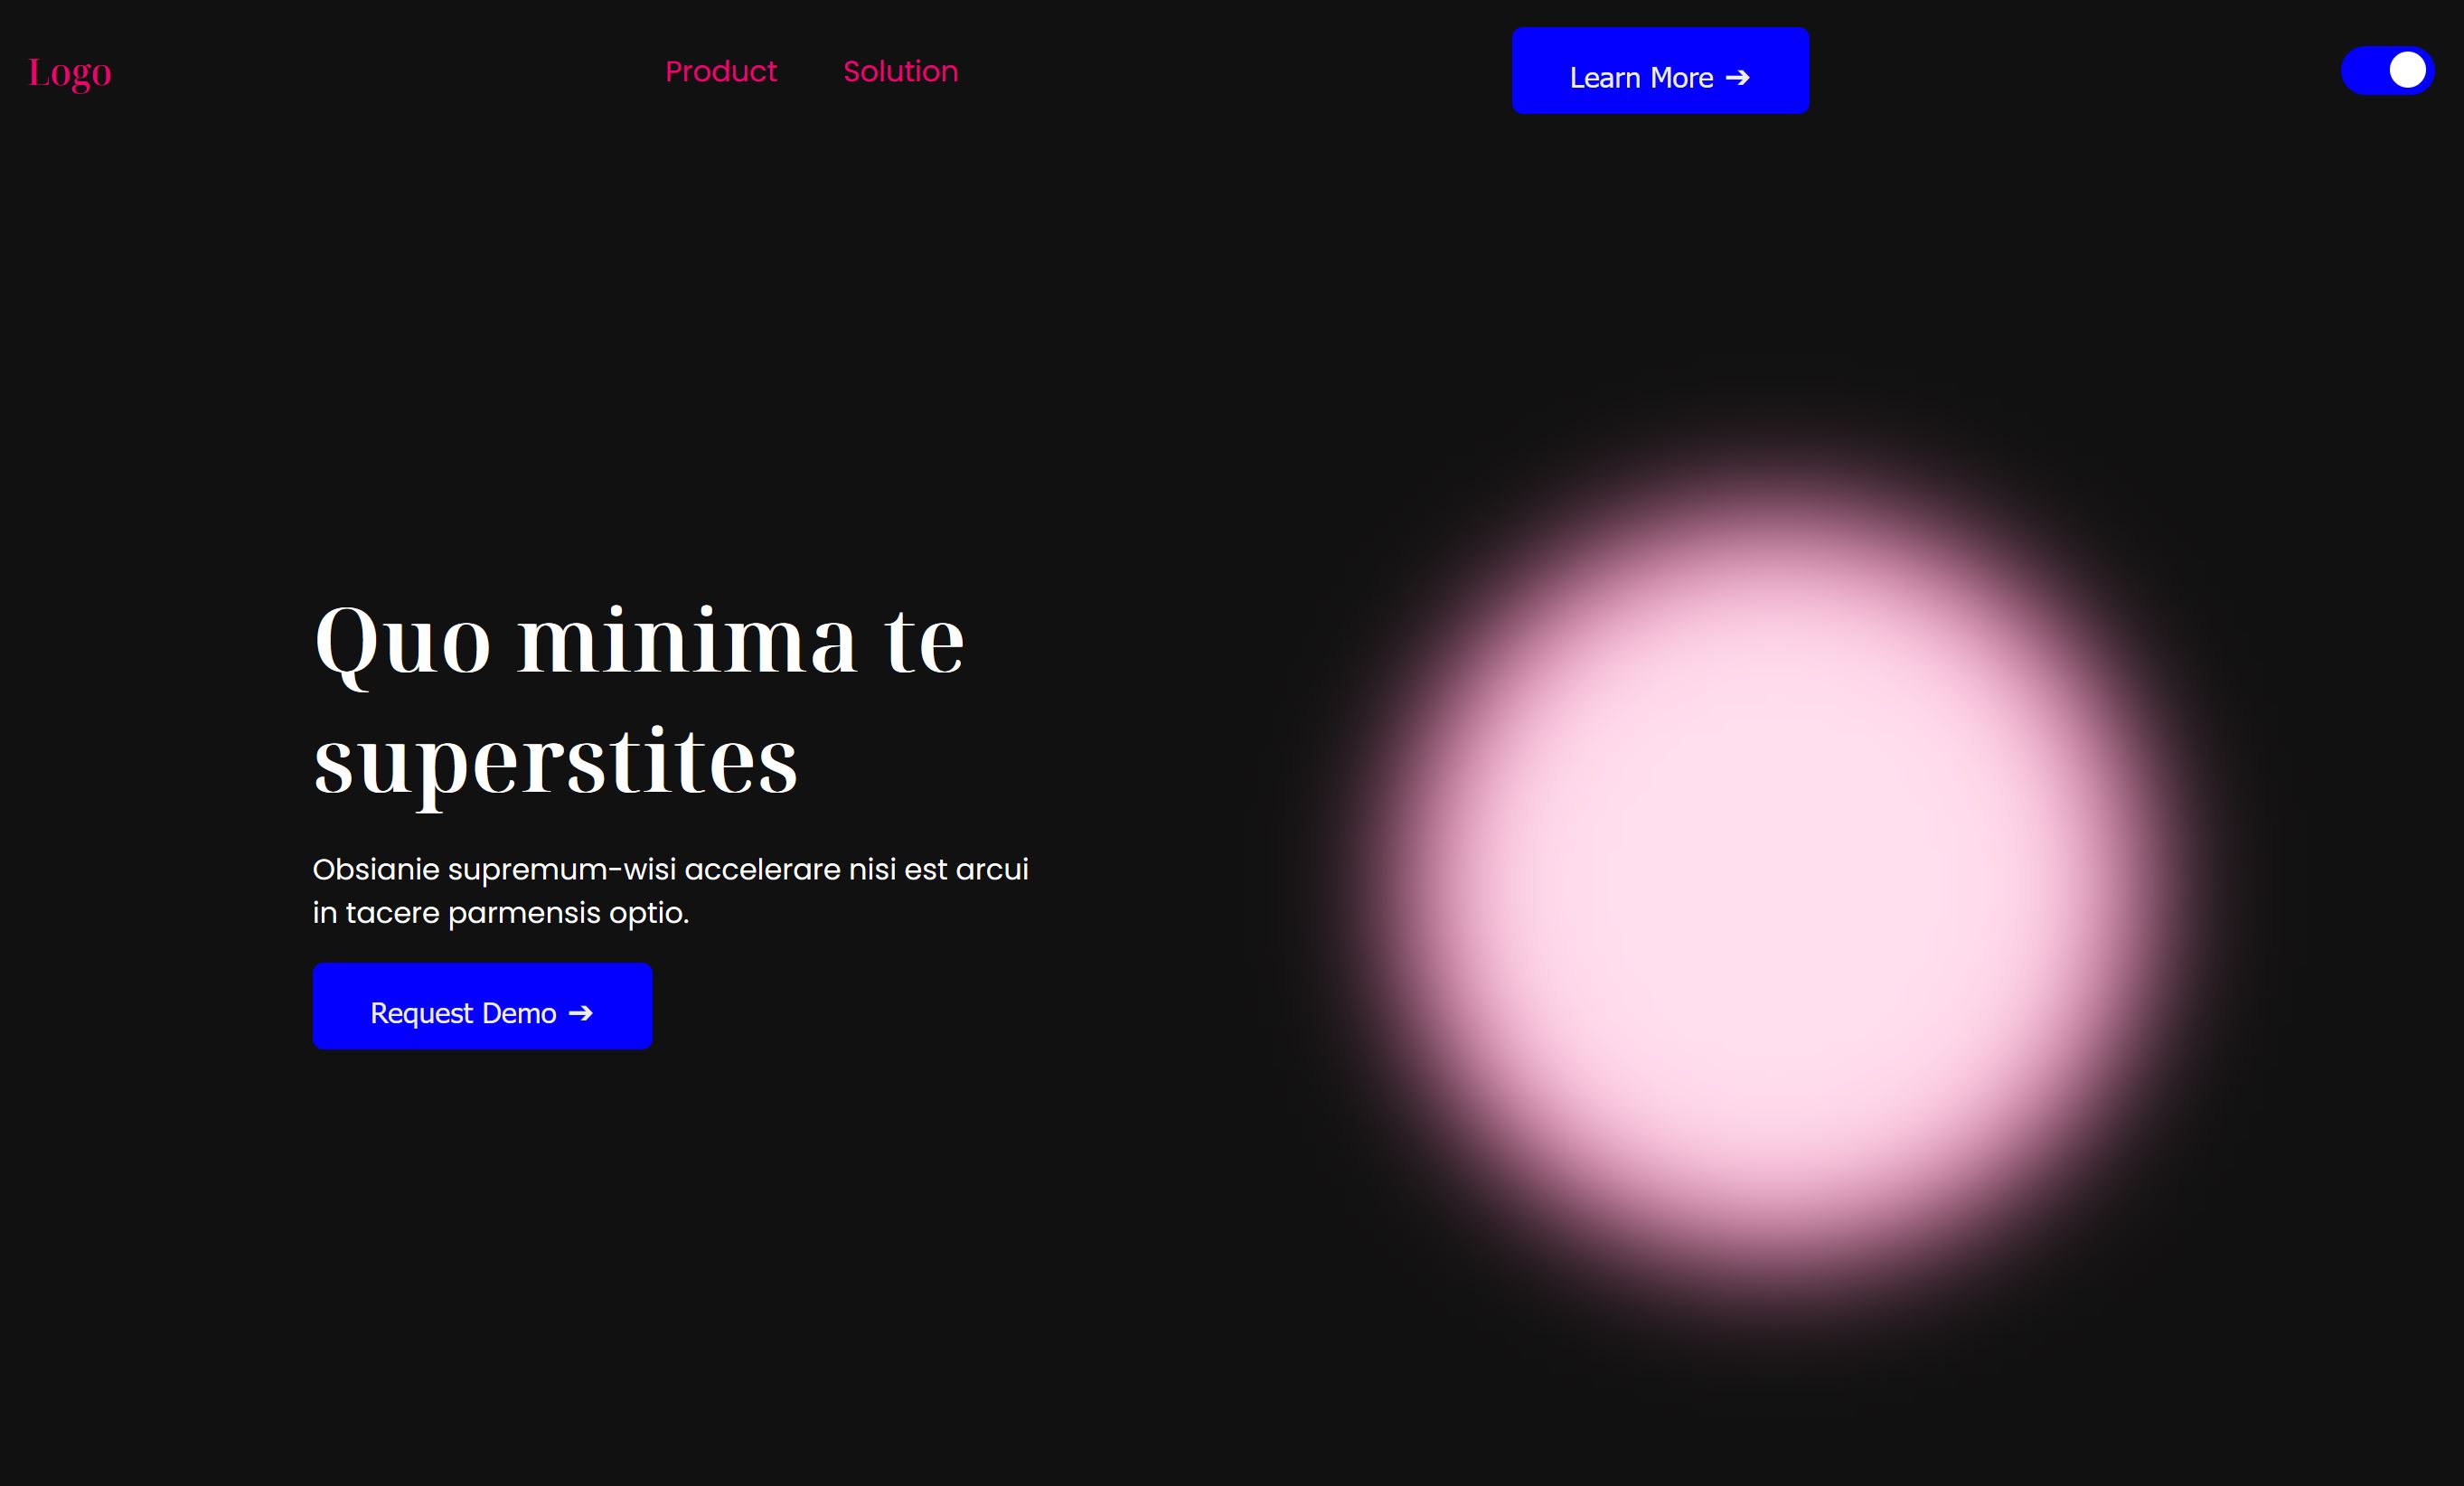 Logo
Product
Solution
Learn More ➔
Quo minima te
superstites
Obsianie supremum-wisi accelerare nisi est arcui
in tacere parmensis optio.
Request Demo ➔